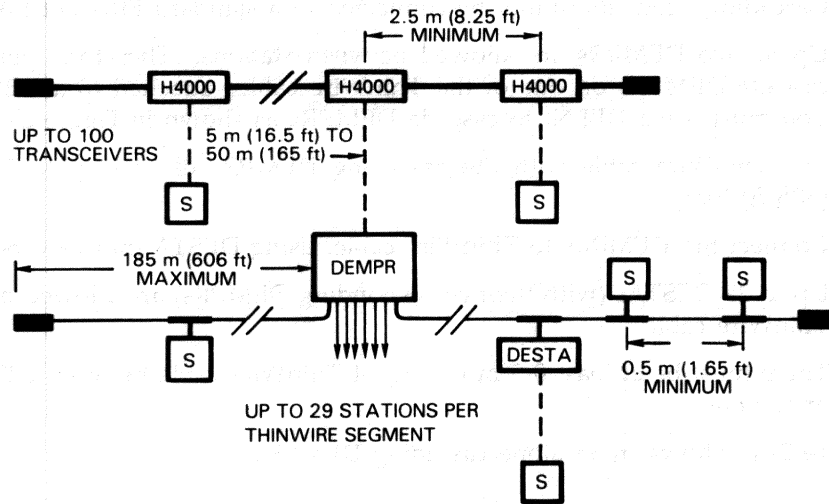 2.5 m (8.25 ft)
MINIMUM
H4000
H4000
H4000
UP TO 100
TRANSCEIVERS
5 m (16.5 ft) TO
50 m (165 ft)
S
S
185 m (606 ft)
MAXIMUM
DEMPR
S
S
S
DESTA
0.5 m (1.65 ft)
MINIMUM
UP TO 29 STATIONS PER
THINWIRE SEGMENT
S